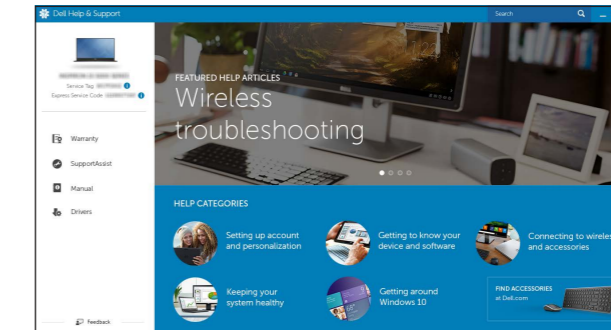 Dell Help & Support
Search
Service Tag:
Express Service Code:
Warranty
SupportAssist
Manual
Drivers
Feedback
FEATURED HELP ARTICLES
Wireless
troubleshooting
HELP CATEGORIES
Setting up account
and personalization
Getting to know your
device and software
Connecting to wireles
and accessories
Keeping your
system healthy
Getting around
Windows 10
FIND ACCESSORIES
at Dell.com